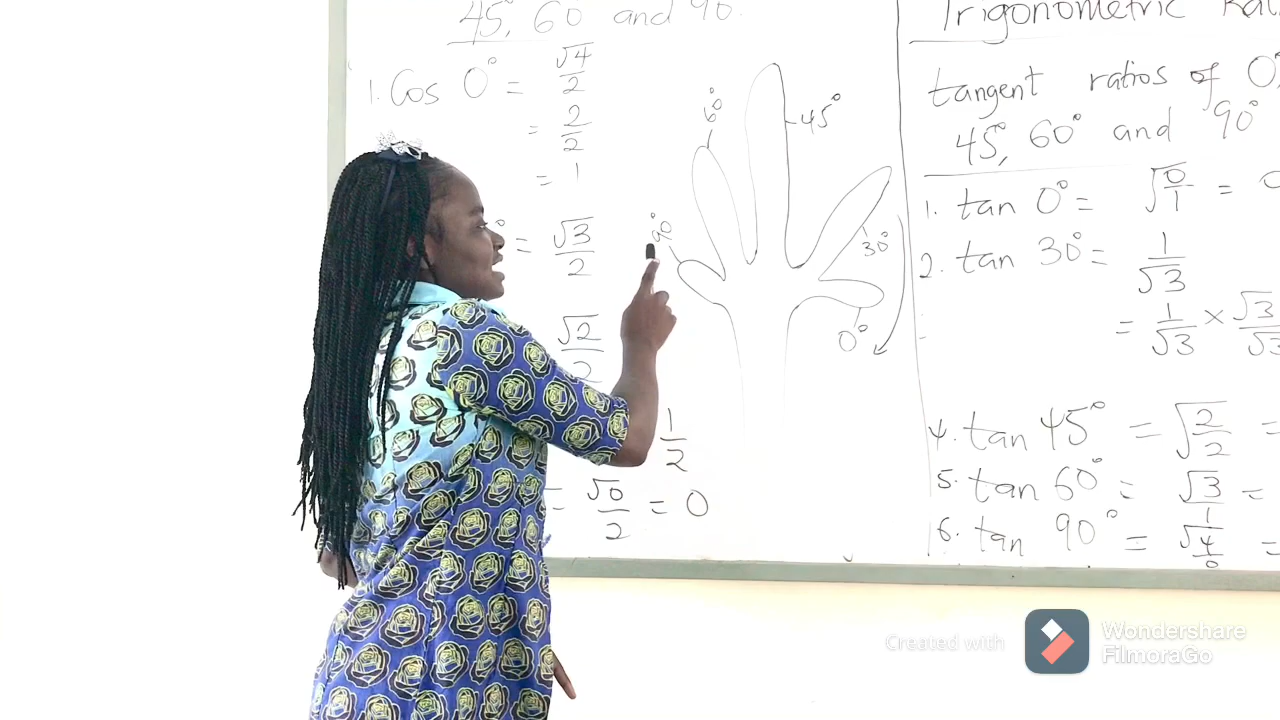 45°, 60° and 90°.
1. Cos 0° = √4/2
= 2/2
= 1
° = √3/2
√2/2
1/2
= √0/2 = 0
60°
45°
90°
30°
0°
Trigonometric
tangent ratios of 0°,
45°, 60° and 90°
1. tan 0° = √0/1 = 0
2. tan 30° = 1/√3
= 1/√3 × √3/√3
4. tan 45° = √2/2 =
5. tan 60° = √3/1 =
6. tan 90° = √4/0 =
Created with
Wondershare
FilmoraGo